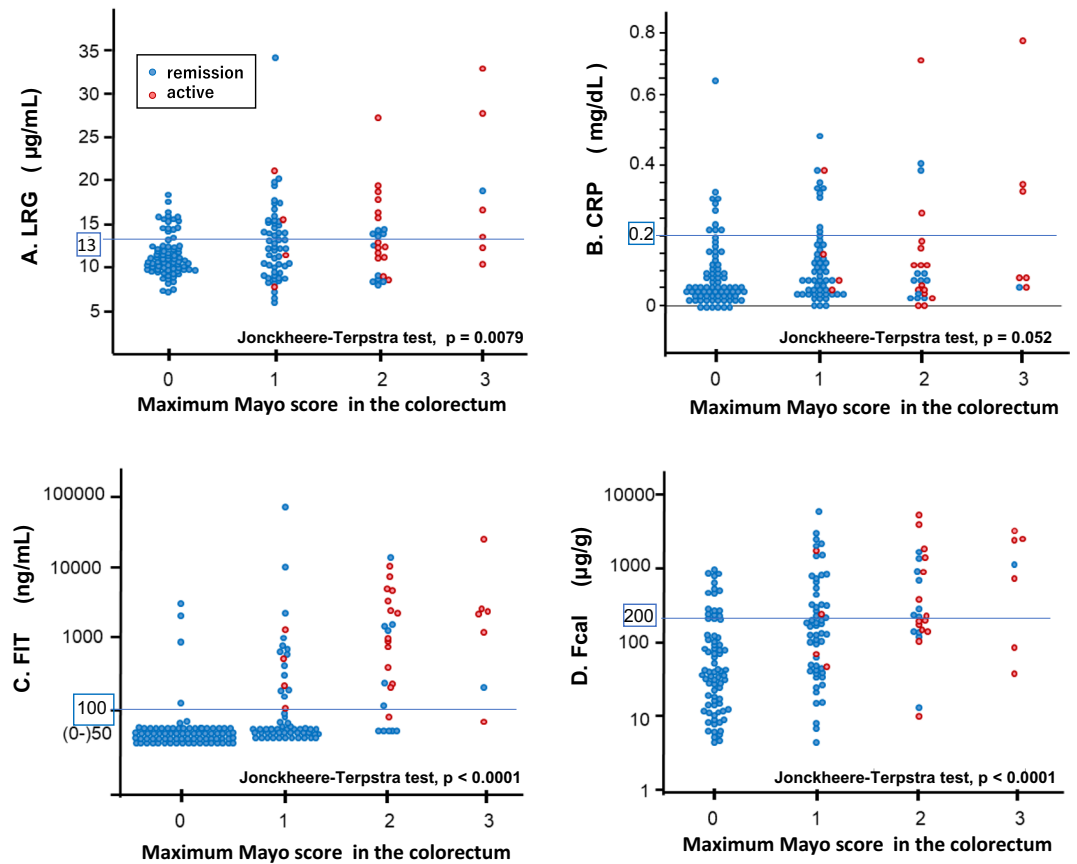 A. LRG ( μg/mL)
35
30
25
20
15
13
10
5
remission
active
Jonckheere-Terpstra test, p = 0.0079
0 1 2 3
Maximum Mayo score in the colorectum
B. CRP ( mg/dL)
0.8
0.6
0.4
0.2
0
Jonckheere-Terpstra test, p = 0.052
0 1 2 3
Maximum Mayo score in the colorectum
C. FIT (ng/mL)
100000
10000
1000
100
(0-)50
Jonckheere-Terpstra test, p < 0.0001
0 1 2 3
Maximum Mayo score in the colorectum
D. Fcal (μg/g)
10000
1000
200
100
10
1
Jonckheere-Terpstra test, p < 0.0001
0 1 2 3
Maximum Mayo score in the colorectum